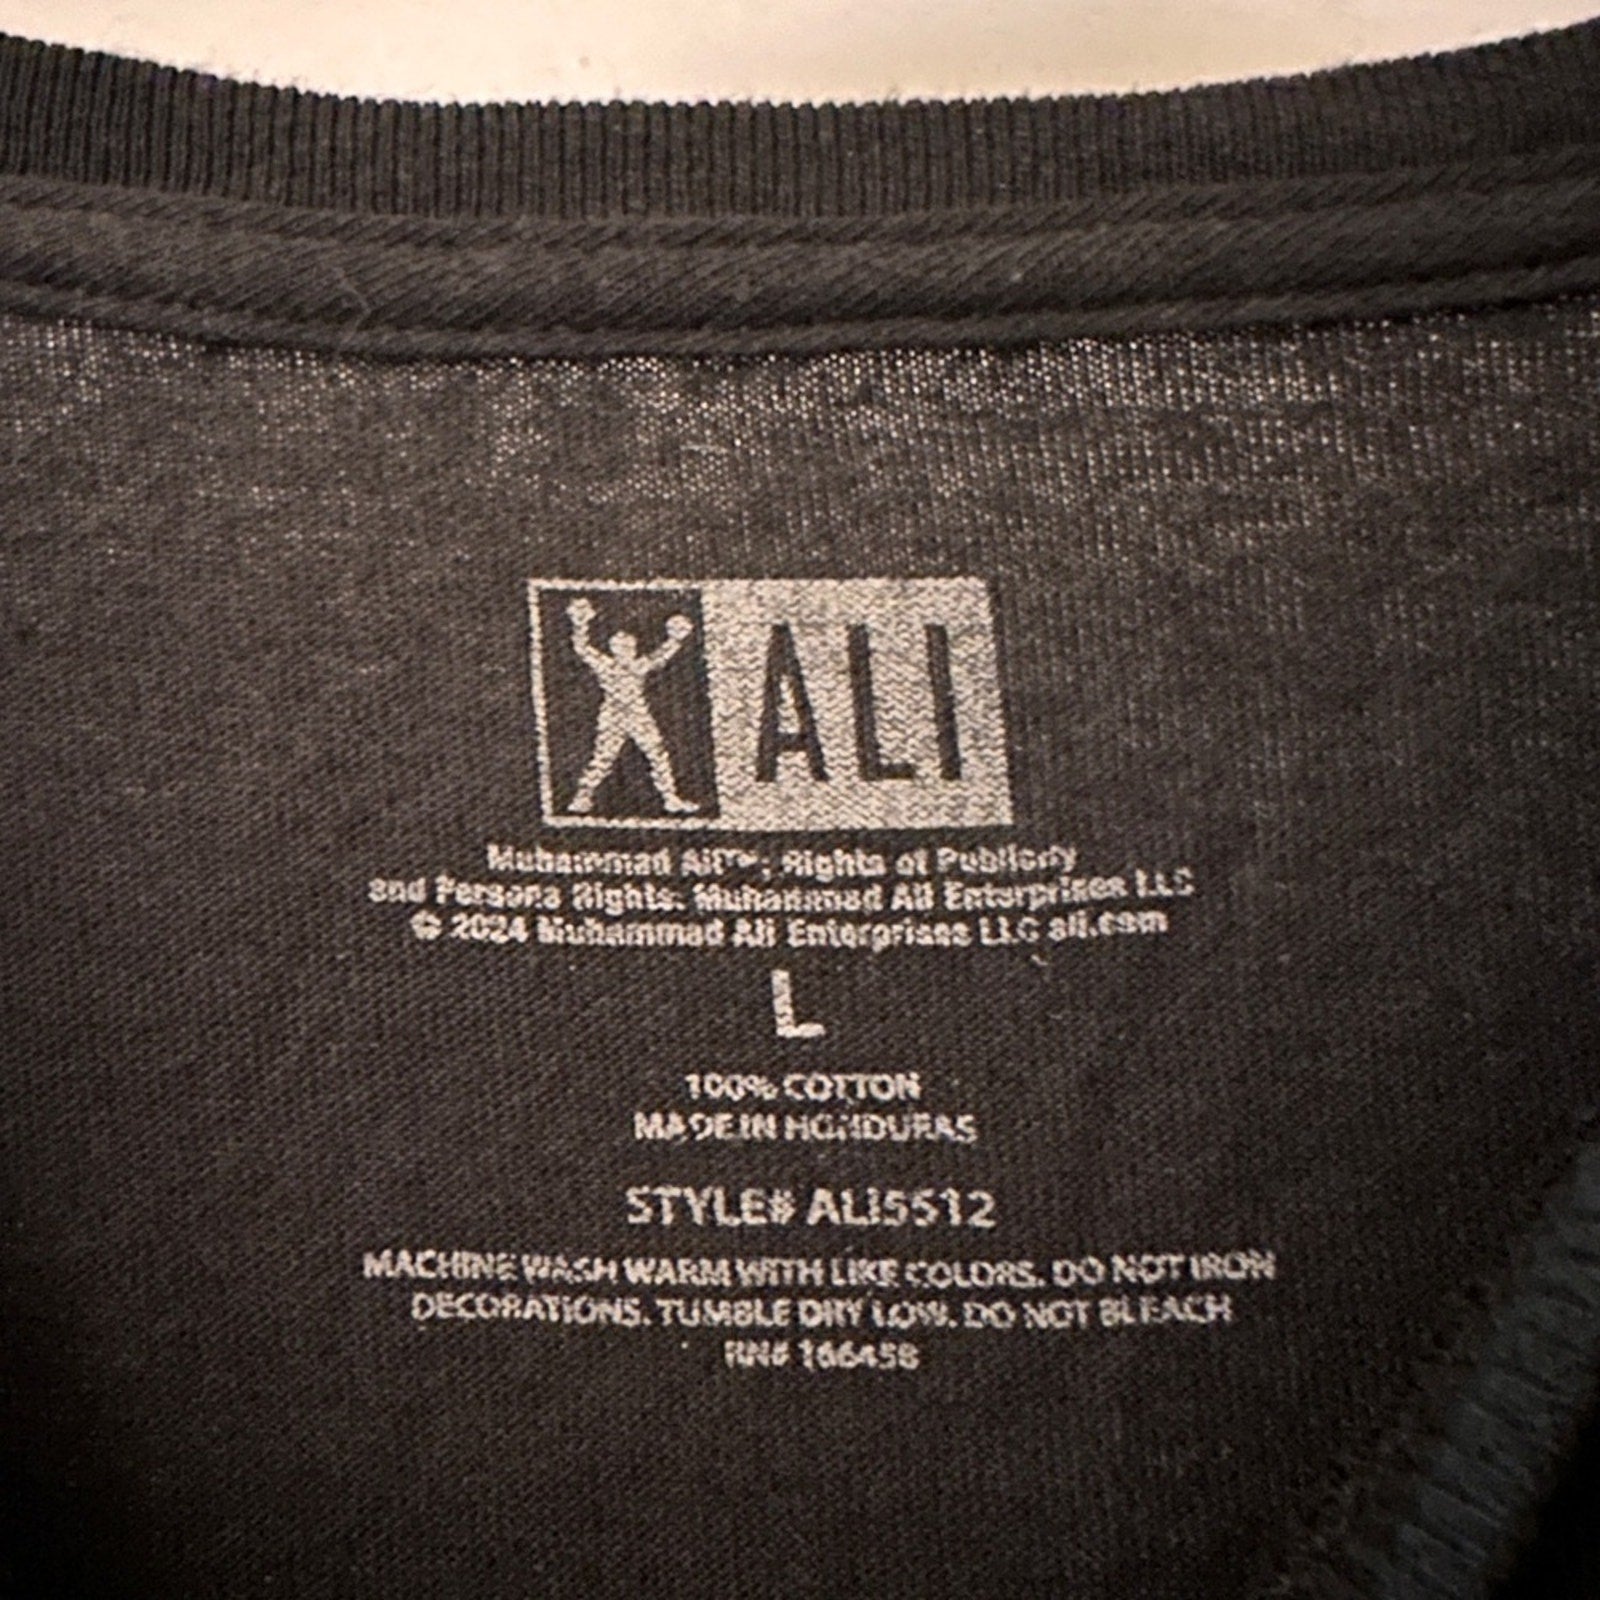 ALI
Muhammad Ali™; Rights of Publicity
and Persona Rights: Muhammad Ali Enterprises LLC
© 2024 Muhammad Ali Enterprises LLC ali.com
L
100% COTTON
MADE IN HONDURAS
STYLE# ALI5512
MACHINE WASH WARM WITH LIKE COLORS. DO NOT IRON
DECORATIONS. TUMBLE DRY LOW. DO NOT BLEACH
RN# 166458